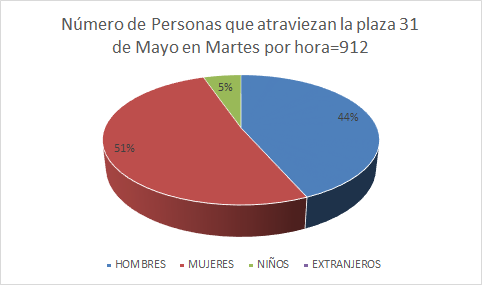 Número de Personas que atraviezan la plaza 31
de Mayo en Martes por hora=912
5%
44%
51%
HOMBRES MUJERES NIÑOS EXTRANJEROS